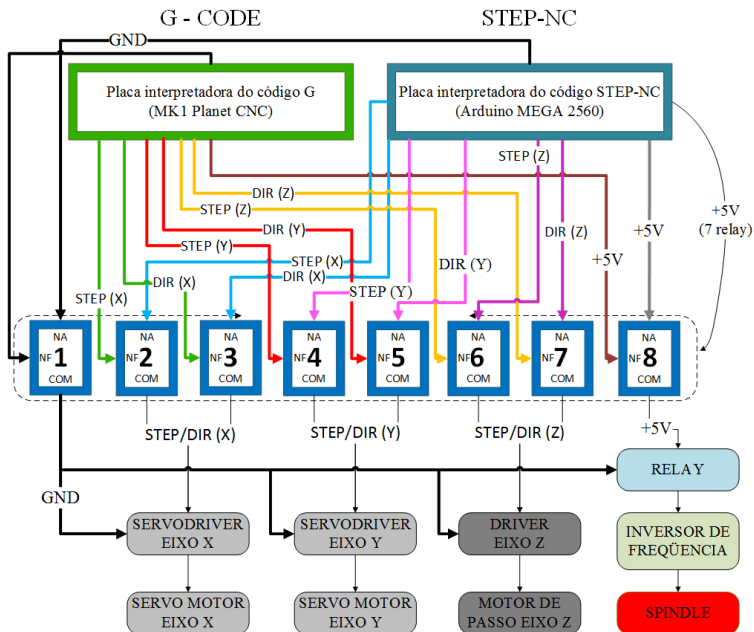 G - CODE
STEP-NC
GND
Placa interpretadora do código G
(MK1 Planet CNC)
Placa interpretadora do código STEP-NC
(Arduino MEGA 2560)
STEP (Z)
DIR (Z)
STEP (Z)
+5V
(7 relay)
DIR (Y)
DIR (Z)
STEP (Y)
STEP (X)
DIR (Y)
+5V
+5V
DIR (X)
DIR (X)
STEP (X)
STEP (Y)
NA
NF 1
COM
NA
NF 2
COM
NA
NF 3
COM
NA
NF 4
COM
NA
NF 5
COM
NA
NF 6
COM
NA
NF 7
COM
NA
NF 8
COM
STEP/DIR (X)
STEP/DIR (Y)
STEP/DIR (Z)
+5V
RELAY
GND
SERVODRIVER
EIXO X
SERVODRIVER
EIXO Y
DRIVER
EIXO Z
INVERSOR DE
FREQÜENCIA
SERVO MOTOR
EIXO X
SERVO MOTOR
EIXO Y
MOTOR DE
PASSO EIXO Z
SPINDLE